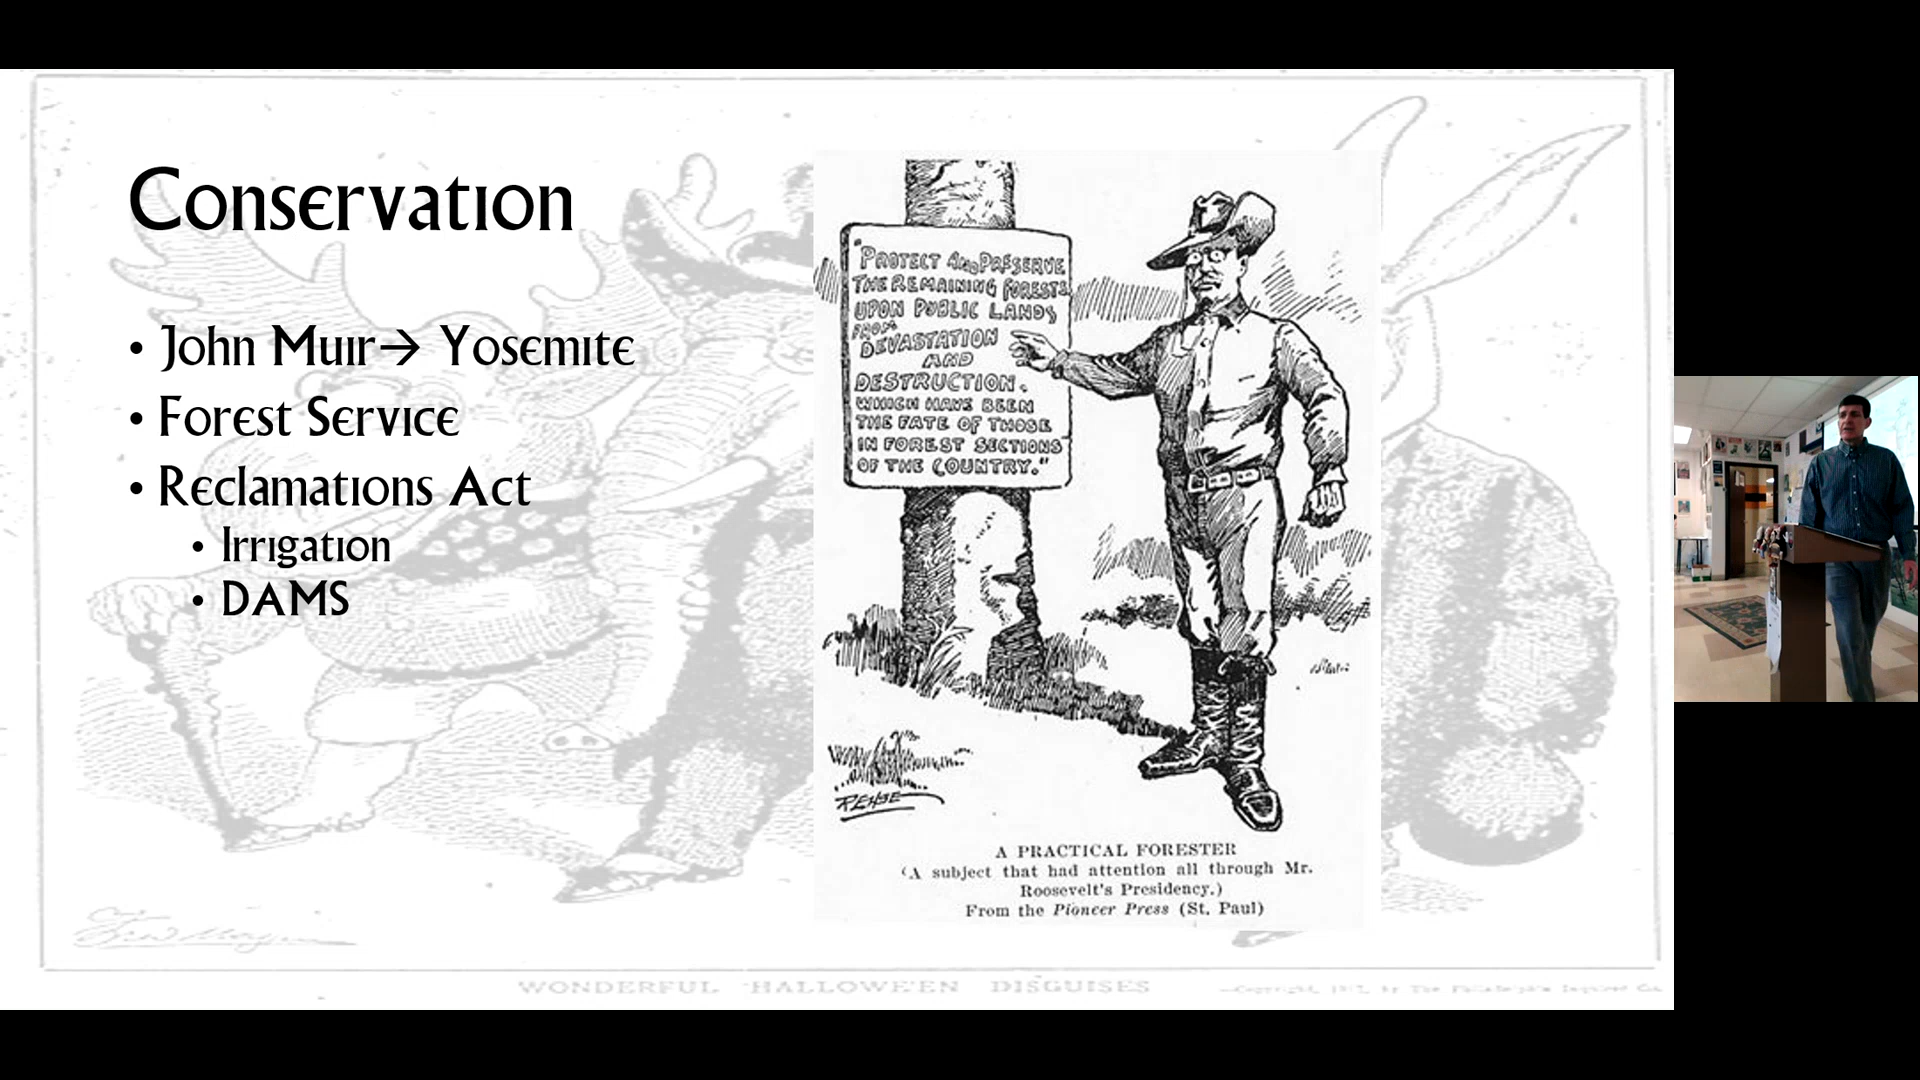 Conservation
• John Muir→ Yosemite
• Forest Service
• Reclamations Act
• Irrigation
• DAMS
"PROTECT AND PRESERVE
THE REMAINING FORESTS
UPON PUBLIC LANDS
FROM
DEVASTATION
AND
DESTRUCTION.
WHICH HAVE BEEN
THE FATE OF THOSE
IN FOREST SECTIONS
OF THE COUNTRY."
REHSE
A PRACTICAL FORESTER
(A subject that had attention all through Mr.
Roosevelt's Presidency.)
From the Pioneer Press (St. Paul)
WONDERFUL HALLOWE'EN DISGUISES